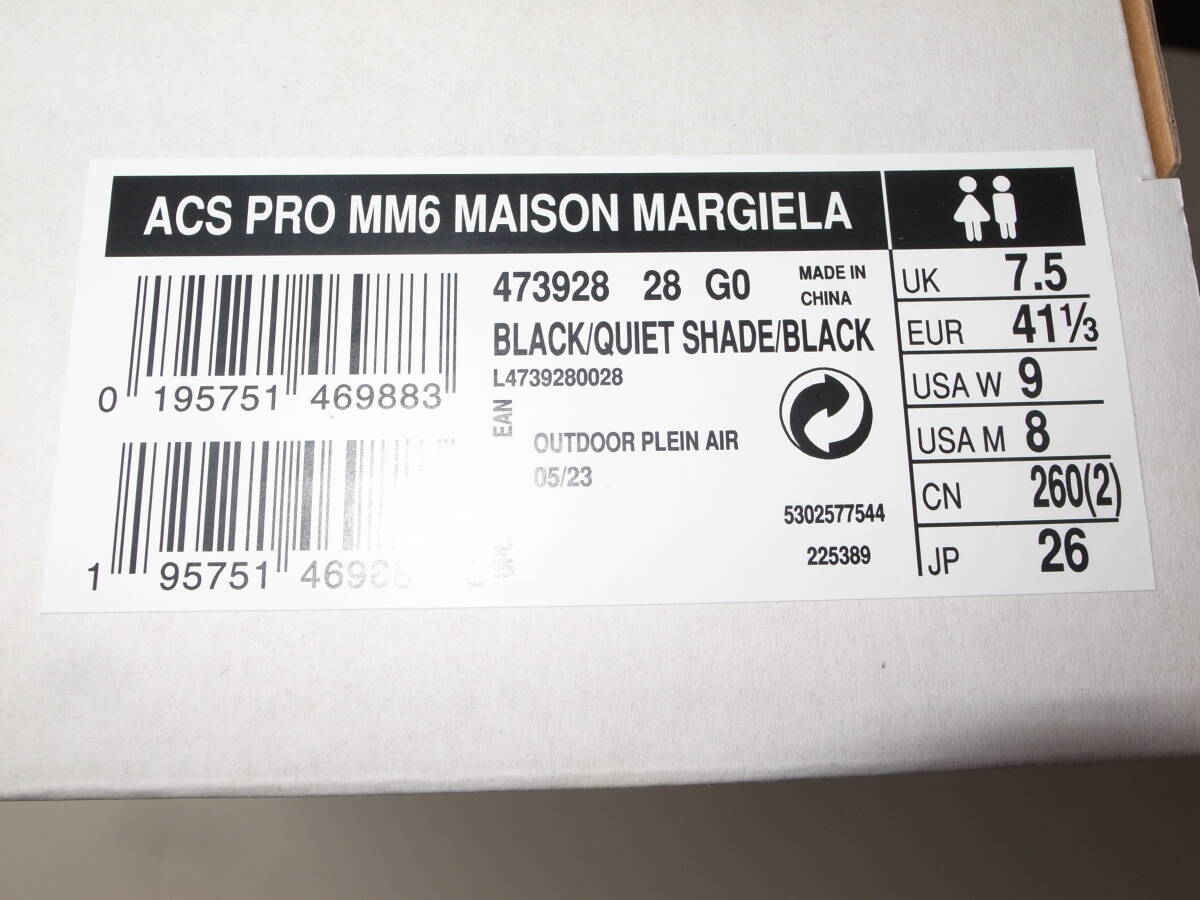 ACS PRO MM6 MAISON MARGIELA
473928 28 G0
MADE IN
CHINA
BLACK/QUIET SHADE/BLACK
L4739280028
0 195751 469883
EAN
OUTDOOR PLEIN AIR
05/23
5302577544
225389
1 95751 4698
UPC
UK 7.5
EUR 41⅓
USA W 9
USA M 8
CN 260(2)
JP 26